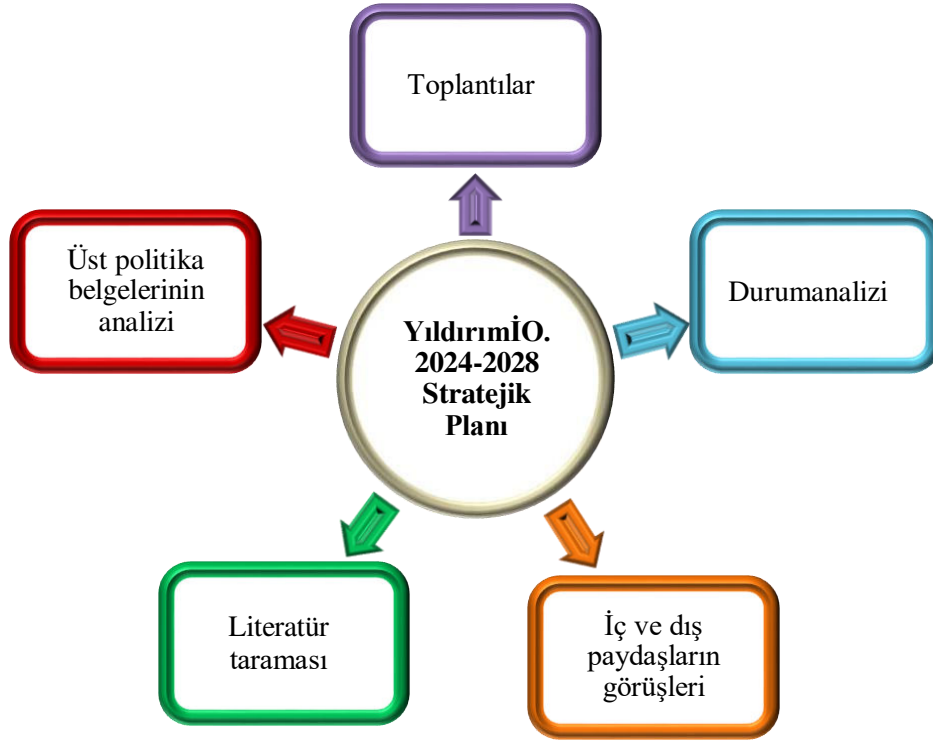 Toplantılar
Üst politika
belgelerinin
analizi
Durumanalizi
YıldırımİO.
2024-2028
Stratejik
Planı
Literatür
taraması
İç ve dış
paydaşların
görüşleri